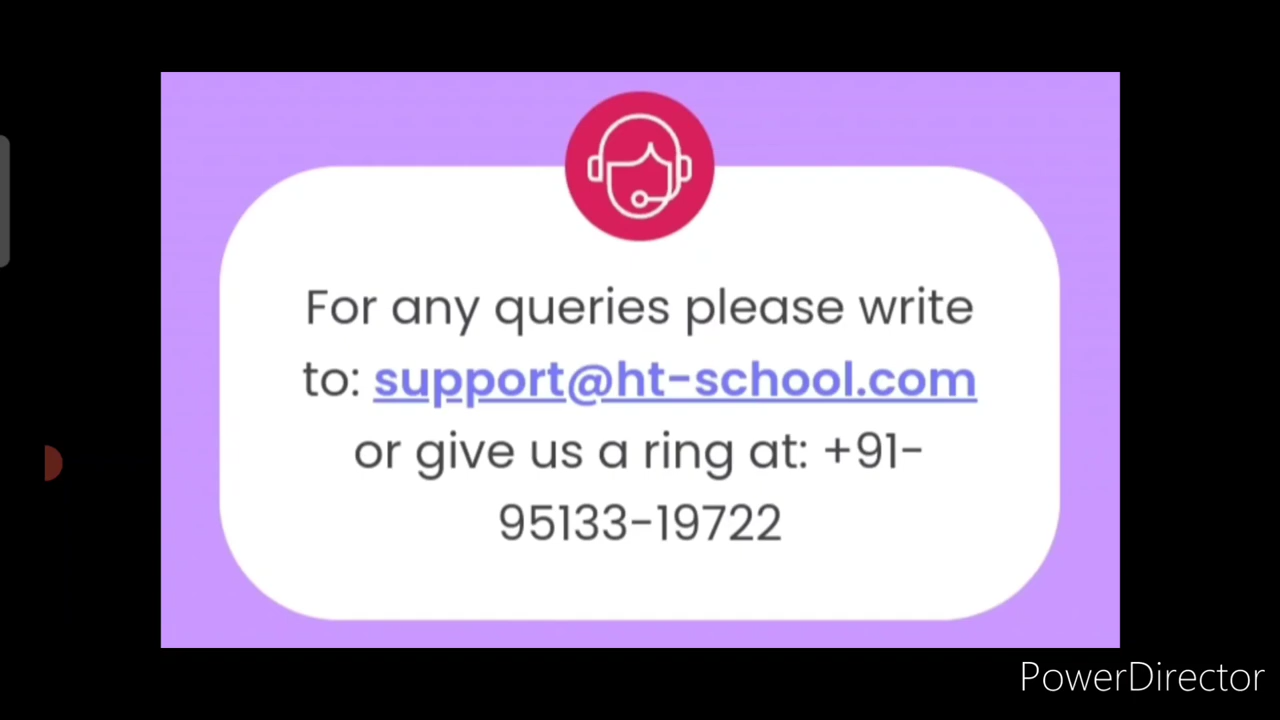 For any queries please write
to: support@ht-school.com
or give us a ring at: +91-
95133-19722
PowerDirector